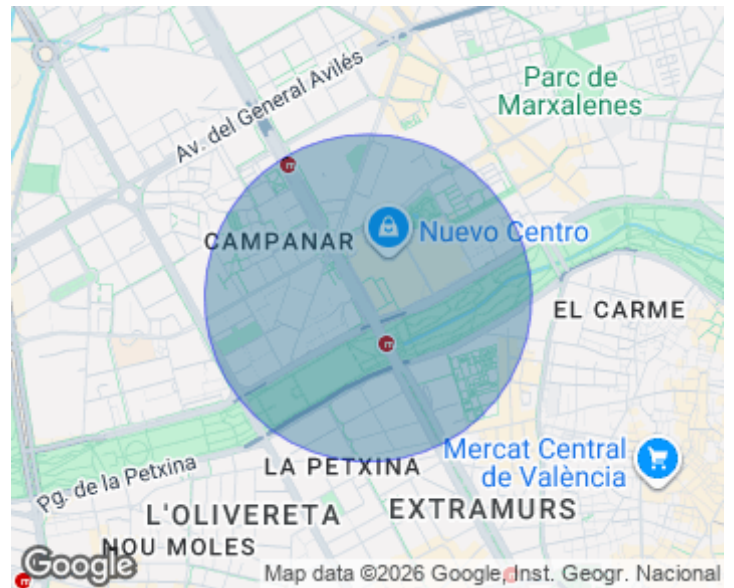 Parc de
Marxalenes
Av. del General Avilés
CAMPANAR
Nuevo Centro
EL CARME
Mercat Central
de València
LA PETXINA
Pg. de la Petxina
L'OLIVERETA
EXTRAMURS
NOU MOLES
Google
Map data ©2026 Google, Inst. Geogr. Nacional